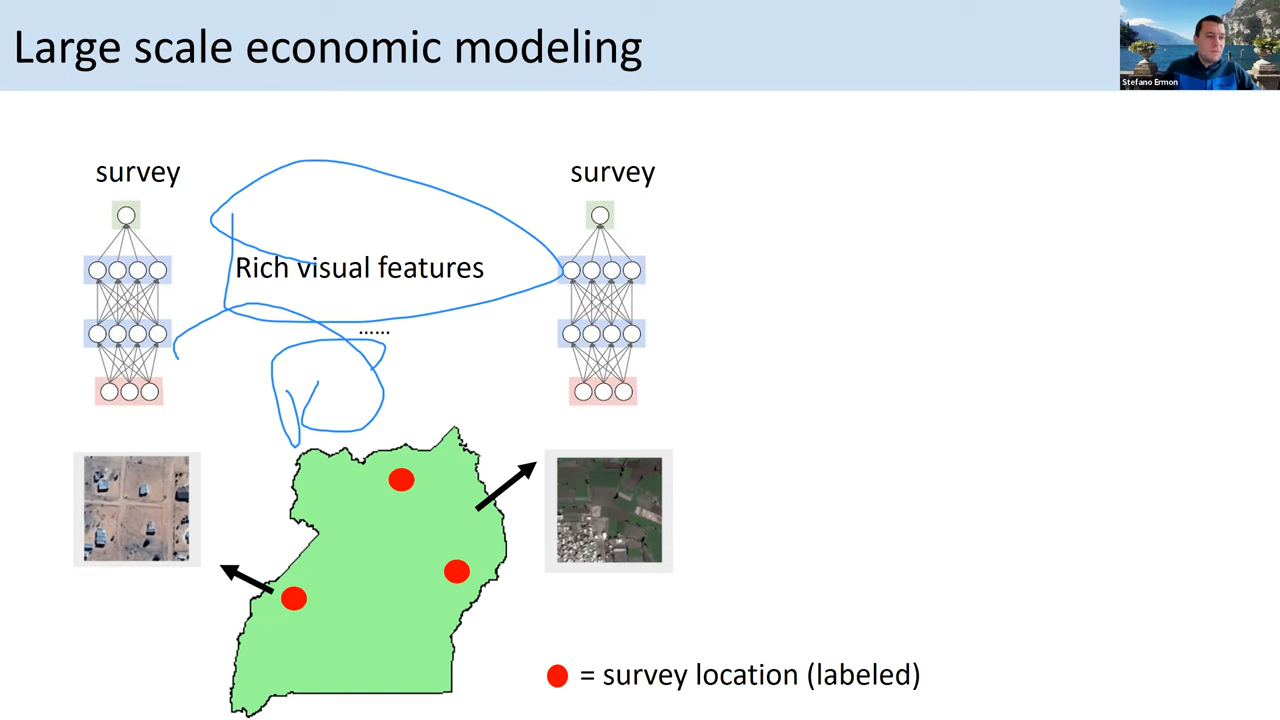 Large scale economic modeling
Stefano Ermon
survey
survey
Rich visual features
......
= survey location (labeled)